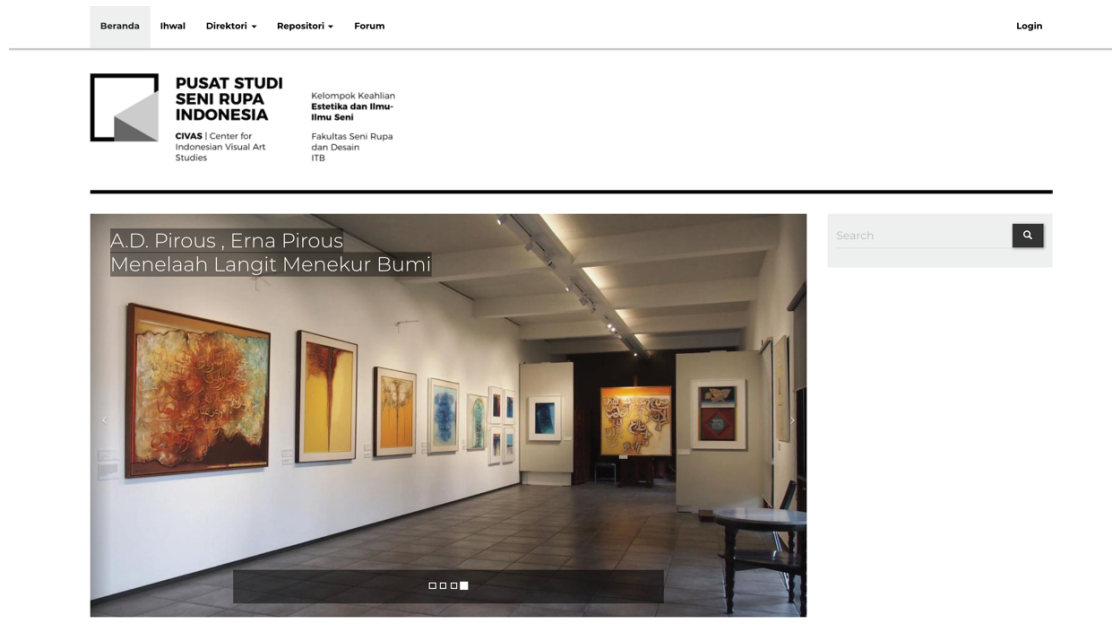 Beranda Ihwal Direktori Repositori Forum Login
PUSAT STUDI
SENI RUPA
INDONESIA
CIVAS | Center for
Indonesian Visual Art
Studies
Kelompok Keahlian
Estetika dan Ilmu-
Ilmu Seni
Fakultas Seni Rupa
dan Desain
ITB
A.D. Pirous , Erna Pirous
Menelaah Langit Menekur Bumi
Search